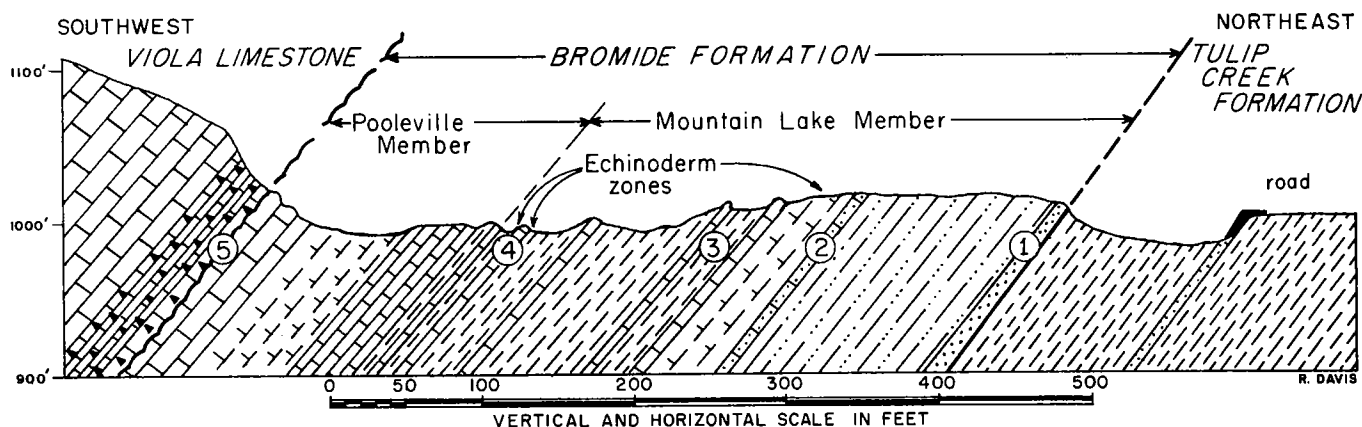 SOUTHWEST
NORTHEAST
VIOLA LIMESTONE
BROMIDE FORMATION
TULIP
CREEK
FORMATION
1100'
Pooleville
Member
Mountain Lake Member
Echinoderm
zones
road
1000'
5
4
3
2
1
900'
0 50 100 200 300 400 500
R. DAVIS
VERTICAL AND HORIZONTAL SCALE IN FEET